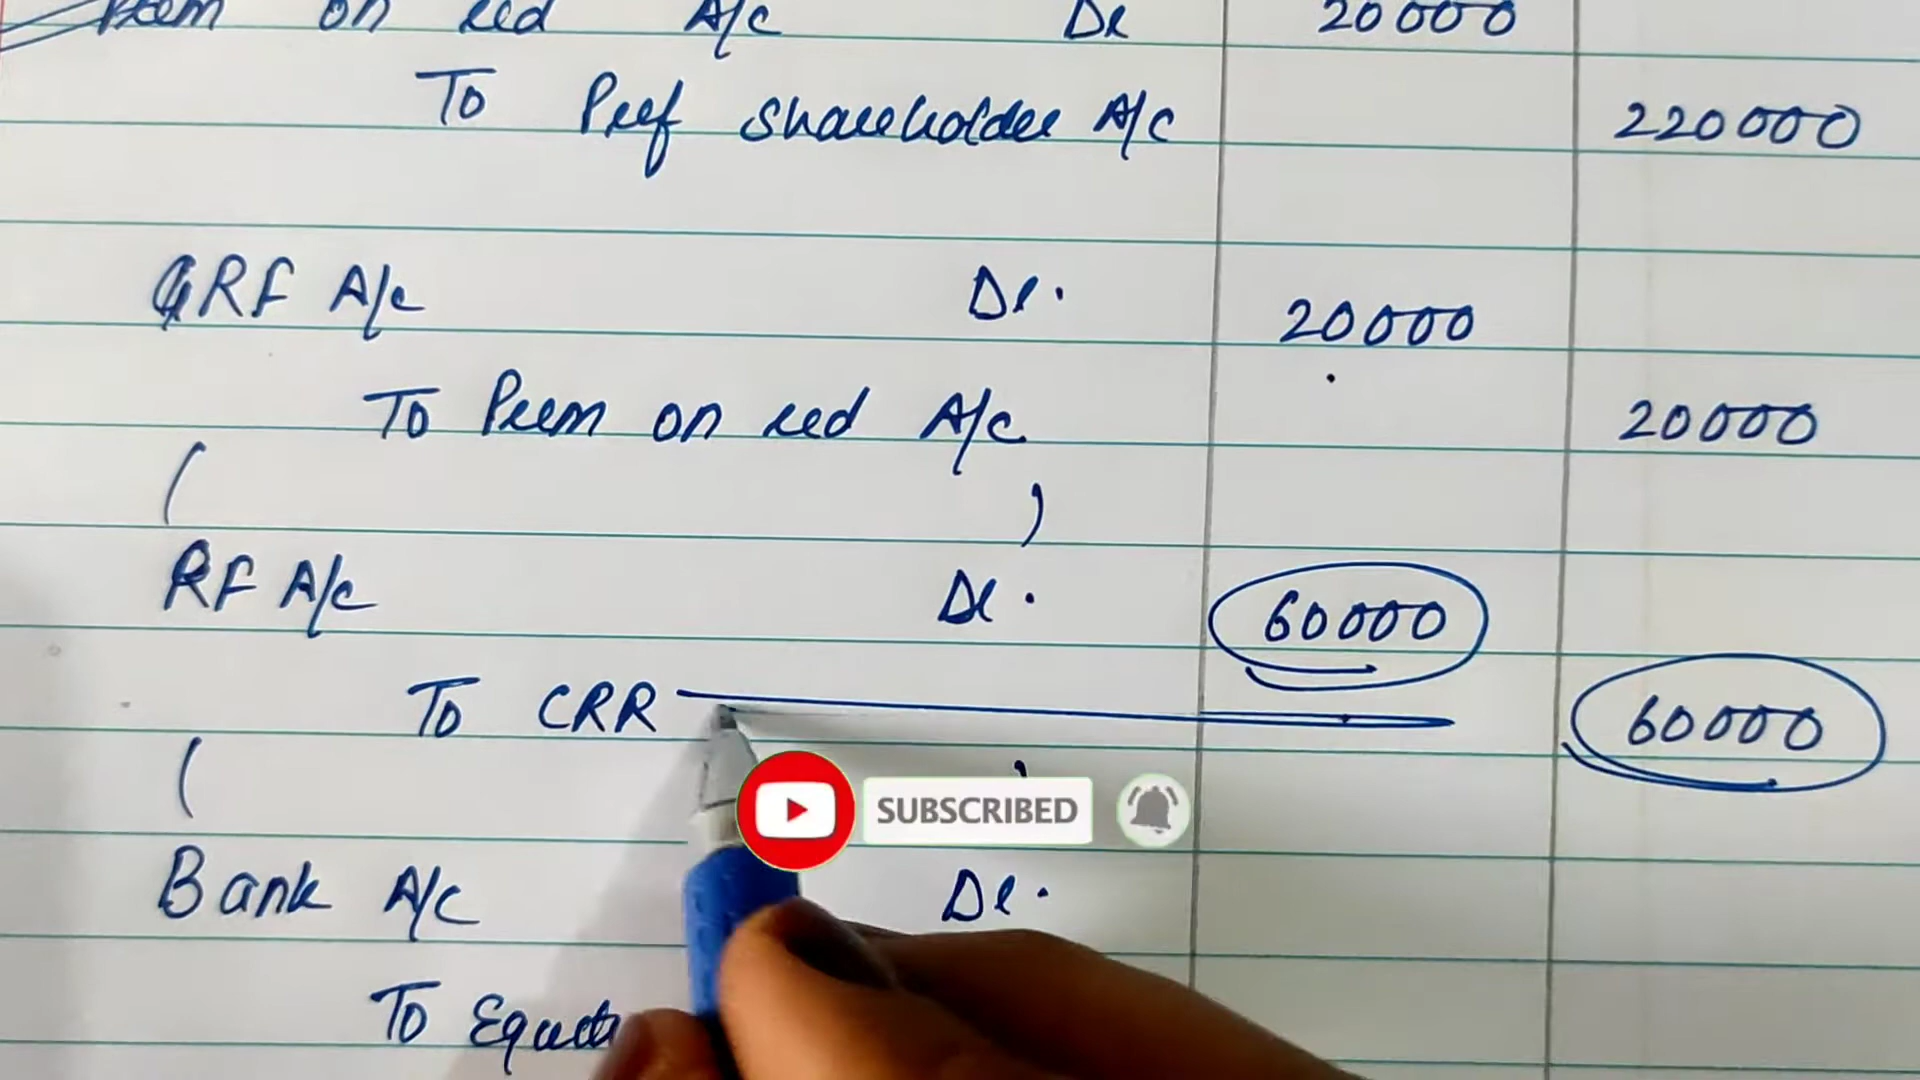 Prem on red A/c Dr 20000
To Pref shareholder A/c 220000
GRF A/c Dr. 20000
To Prem on red A/c 20000
( )
RF A/c Dr. 60000
To CRR 60000
( )
SUBSCRIBED
Bank A/c Dr.
To Equit